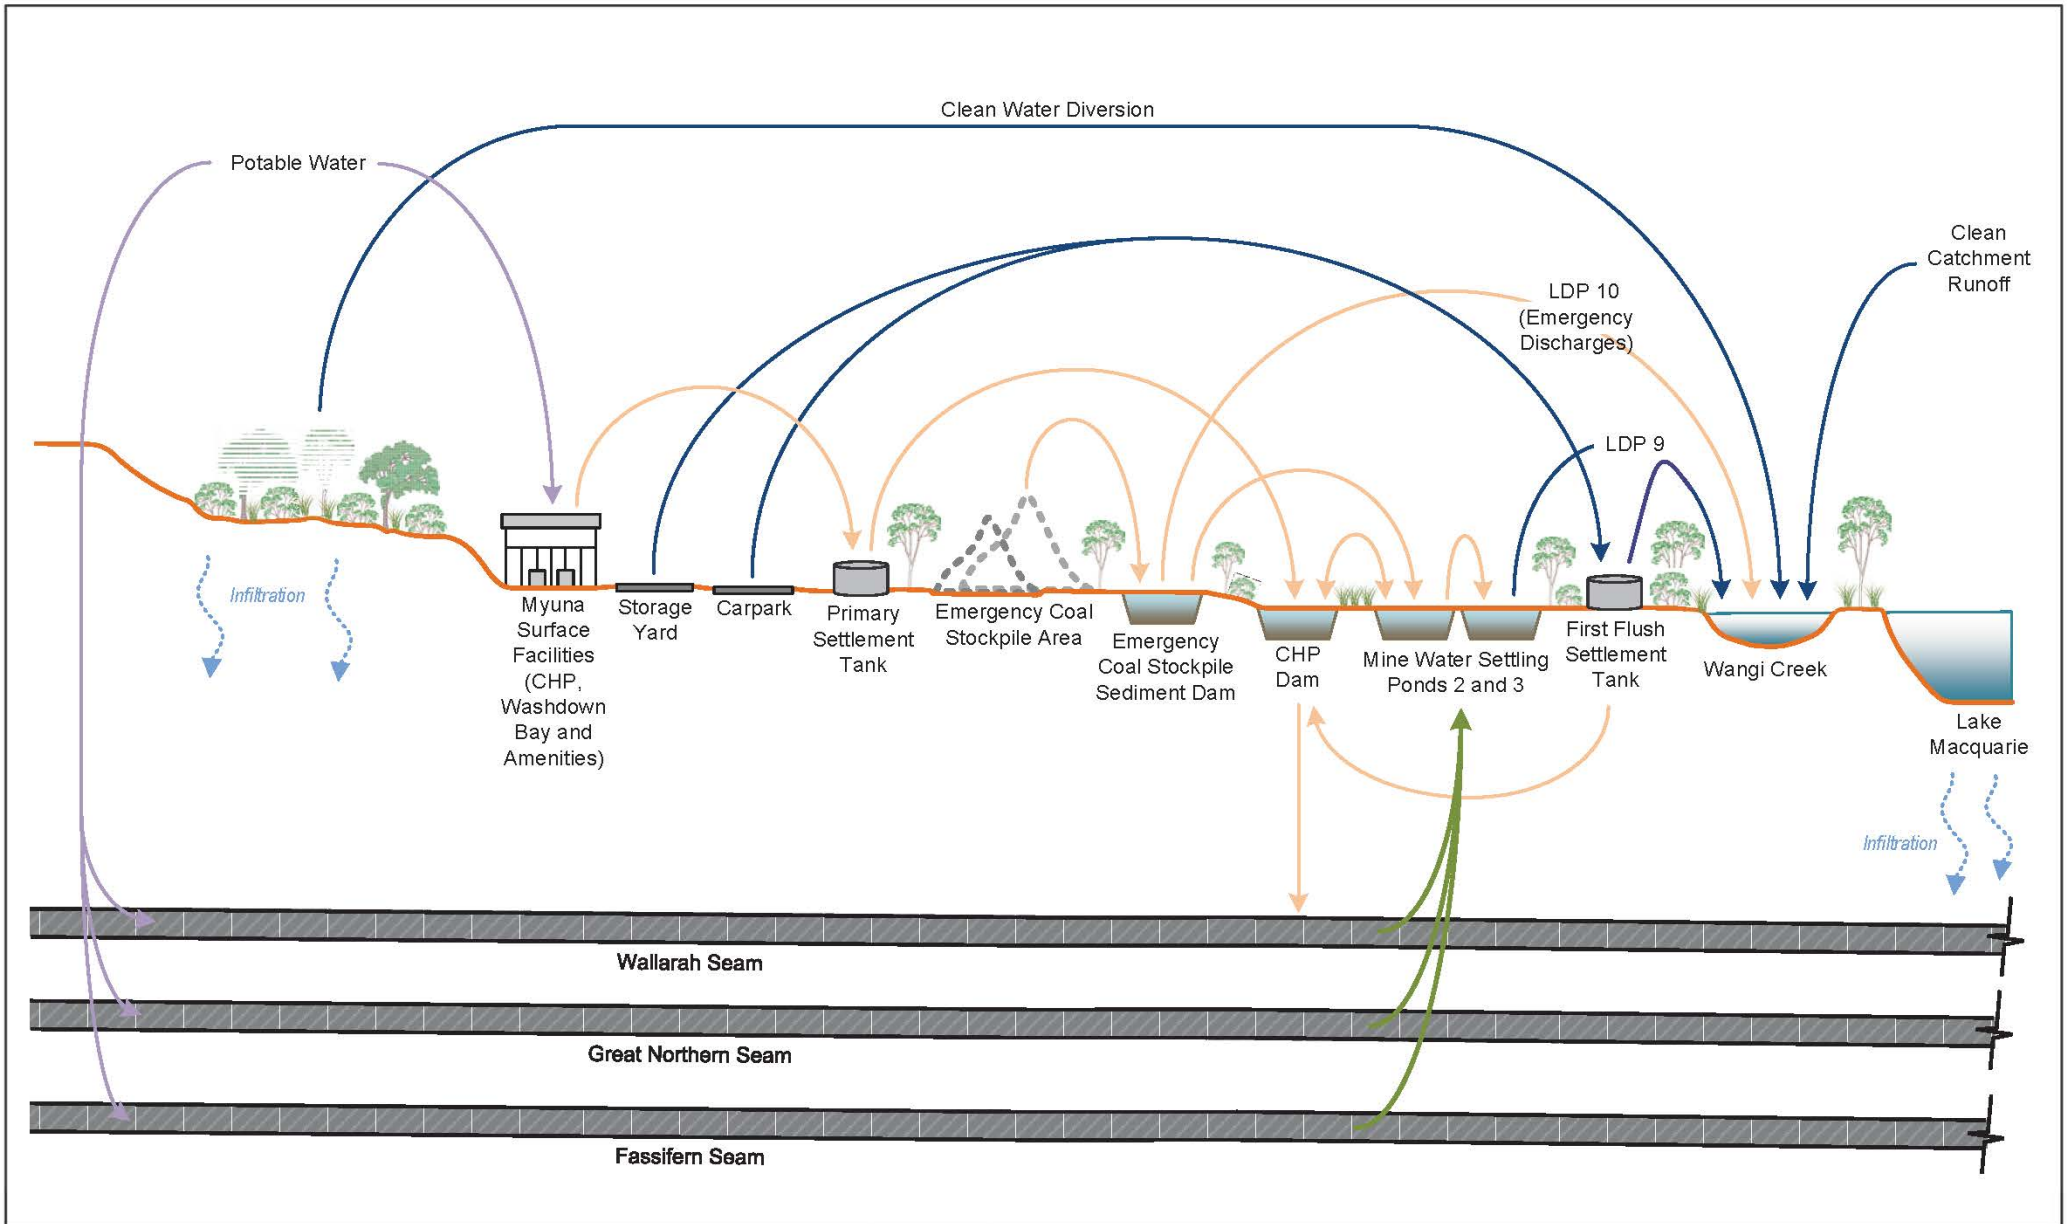 Clean Water Diversion
Potable Water
Clean
Catchment
Runoff
LDP 10
(Emergency
Discharges)
LDP 9
Infiltration
Myuna
Surface
Facilities
(CHP,
Washdown
Bay and
Amenities)
Storage
Yard
Carpark
Primary
Settlement
Tank
Emergency Coal
Stockpile Area
Emergency
Coal Stockpile
Sediment Dam
CHP
Dam
Mine Water Settling
Ponds 2 and 3
First Flush
Settlement
Tank
Wangi Creek
Lake
Macquarie
Infiltration
Wallarah Seam
Great Northern Seam
Fassifern Seam